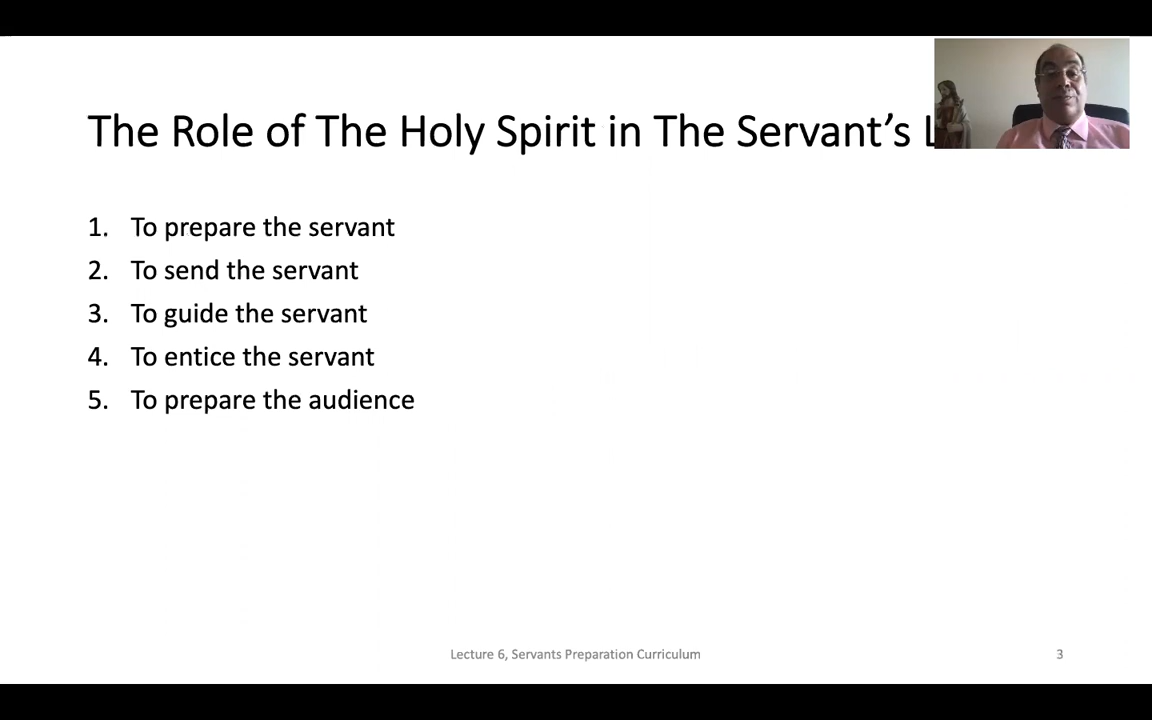 The Role of The Holy Spirit in The Servant’s
1. To prepare the servant
2. To send the servant
3. To guide the servant
4. To entice the servant
5. To prepare the audience
Lecture 6, Servants Preparation Curriculum
3